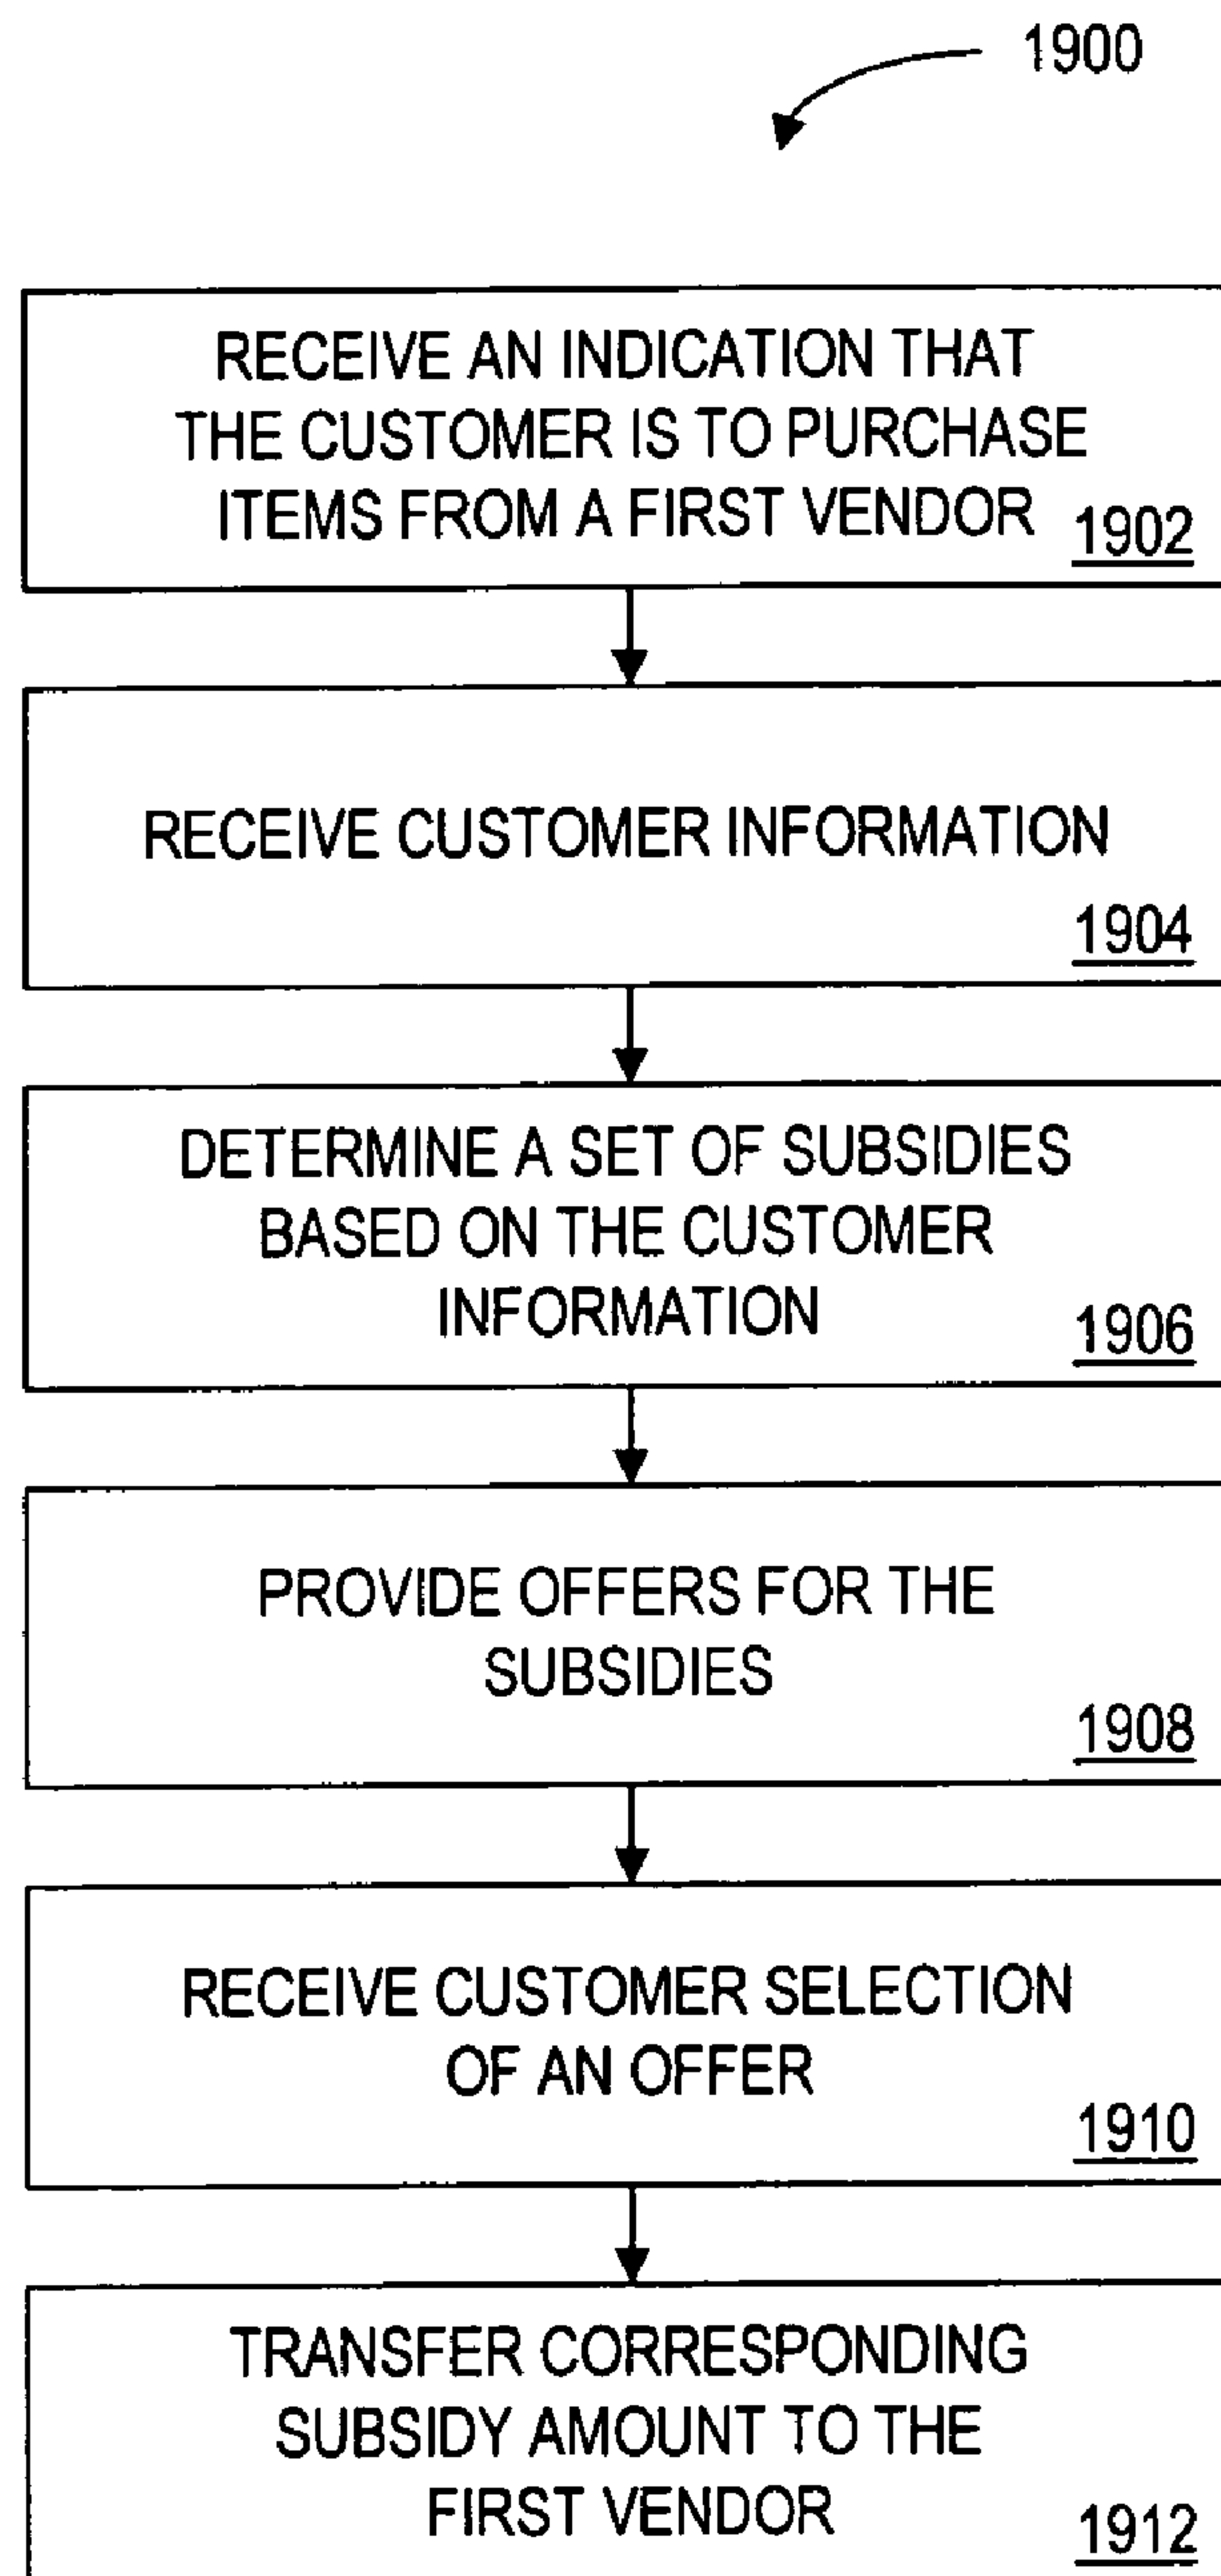 1900
RECEIVE AN INDICATION THAT
THE CUSTOMER IS TO PURCHASE
ITEMS FROM A FIRST VENDOR
1902
RECEIVE CUSTOMER INFORMATION
1904
DETERMINE A SET OF SUBSIDIES
BASED ON THE CUSTOMER
INFORMATION
1906
PROVIDE OFFERS FOR THE
SUBSIDIES
1908
RECEIVE CUSTOMER SELECTION
OF AN OFFER
1910
TRANSFER CORRESPONDING
SUBSIDY AMOUNT TO THE
FIRST VENDOR
1912